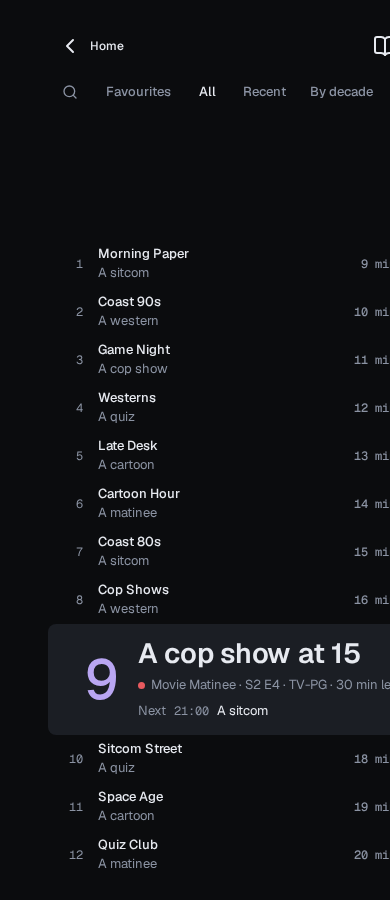 Home
Favourites All Recent By decade
1 Morning Paper 9 mi
A sitcom
2 Coast 90s 10 mi
A western
3 Game Night 11 mi
A cop show
4 Westerns 12 mi
A quiz
5 Late Desk 13 mi
A cartoon
6 Cartoon Hour 14 mi
A matinee
7 Coast 80s 15 mi
A sitcom
8 Cop Shows 16 mi
A western
9 A cop show at 15
Movie Matinee · S2 E4 · TV-PG · 30 min le
Next 21:00 A sitcom
10 Sitcom Street 18 mi
A quiz
11 Space Age 19 mi
A cartoon
12 Quiz Club 20 mi
A matinee